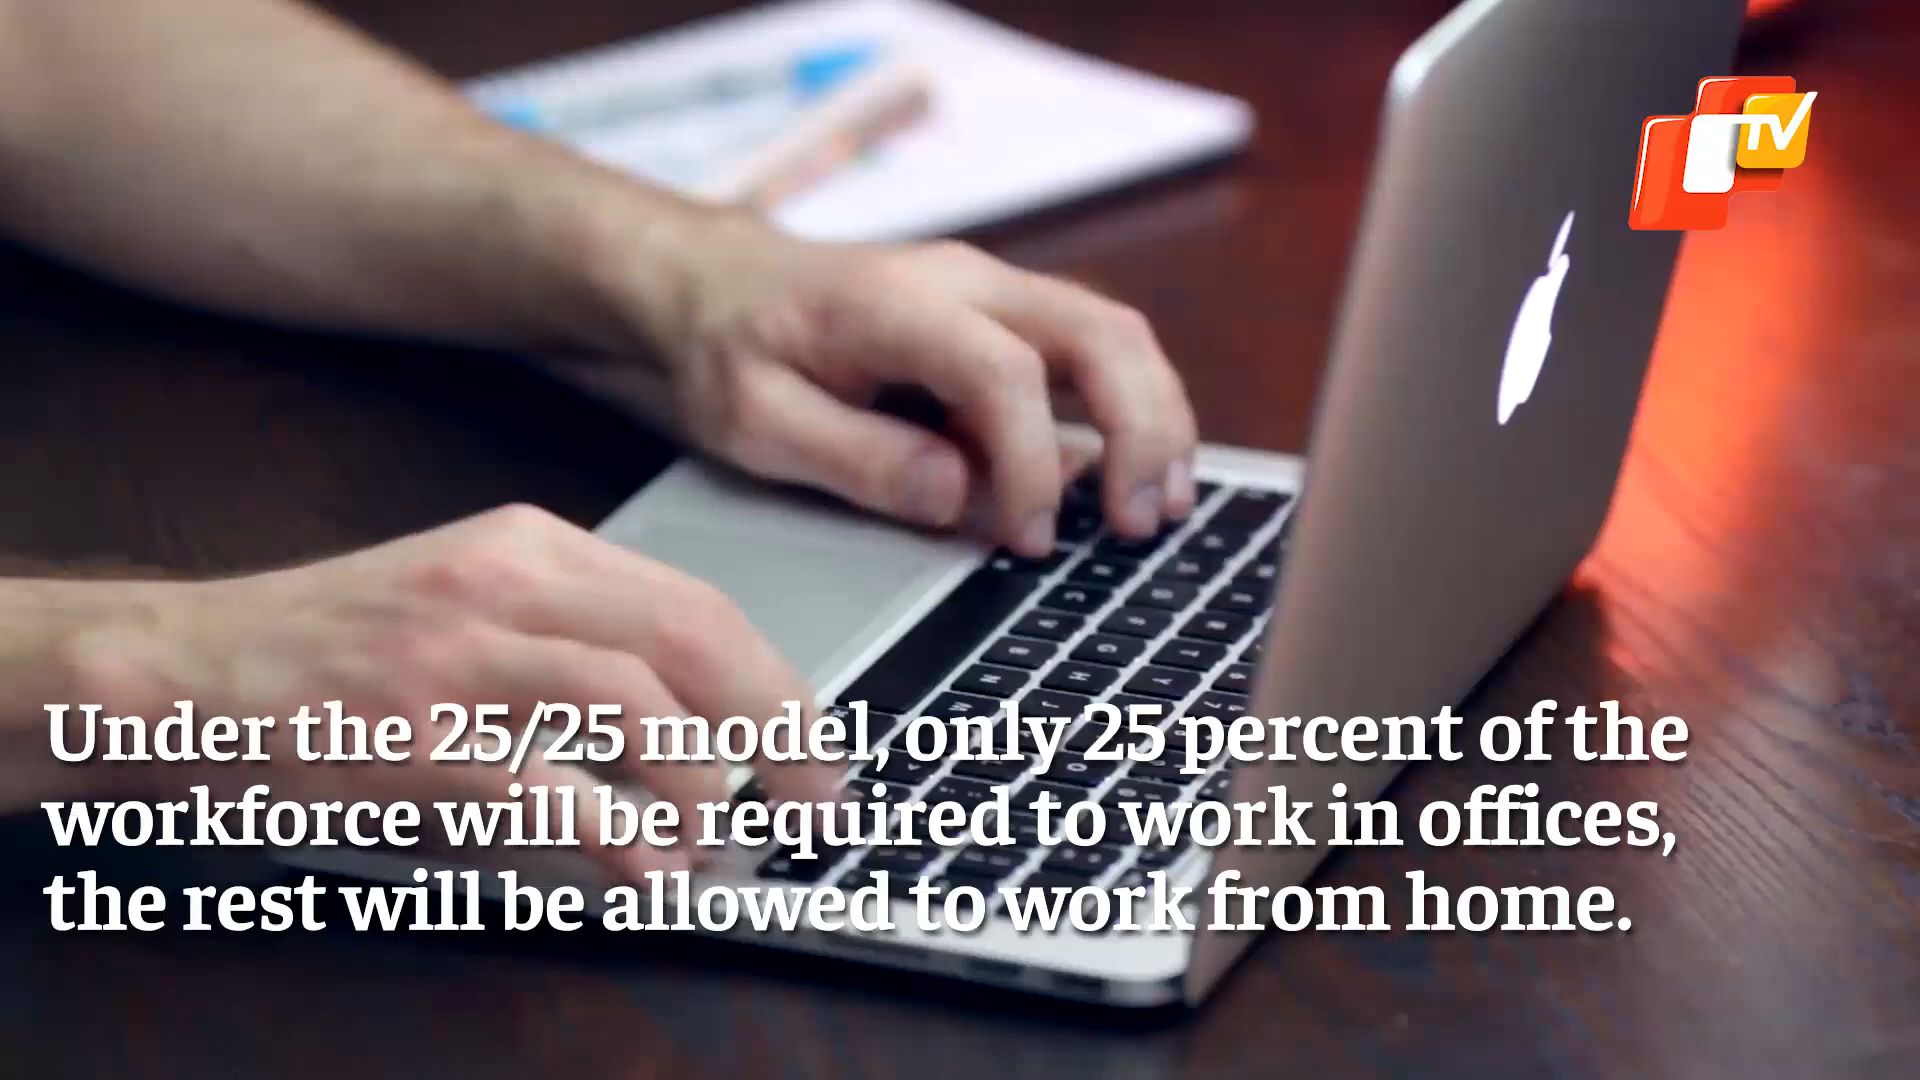 TV
Under the 25/25 model, only 25 percent of the
workforce will be required to work in offices,
the rest will be allowed to work from home.